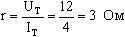 r = U_T / I_T = 12 / 4 = 3 Ом